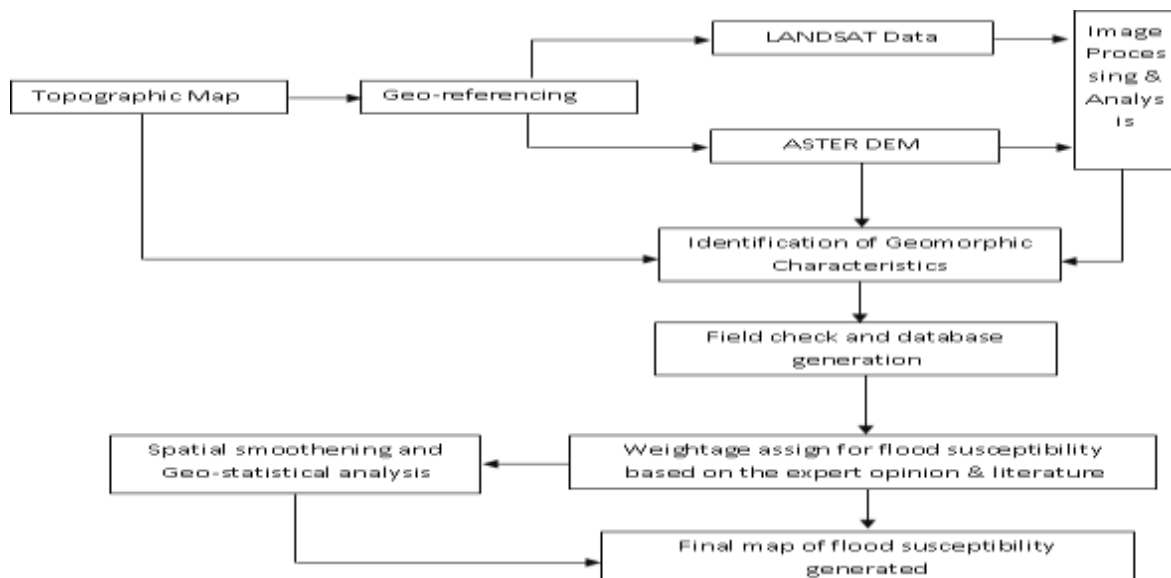 LANDSAT Data
Image
Proces
sing &
Analys
is
Topographic Map
Geo-referencing
ASTER DEM
Identification of Geomorphic
Characteristics
Field check and database
generation
Spatial smoothening and
Geo-statistical analysis
Weightage assign for flood susceptibility
based on the expert opinion & literature
Final map of flood susceptibility
generated